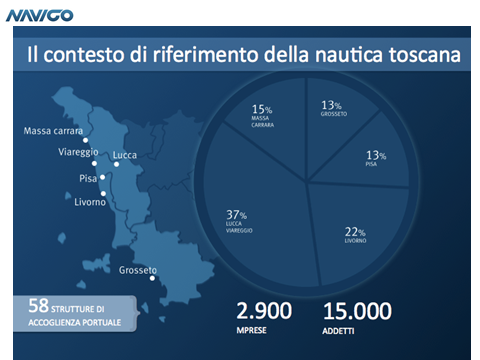 NAVIGO
Il contesto di riferimento della nautica toscana
Massa carrara
Viareggio
Lucca
Pisa
Livorno
Grosseto
15%
MASSA
CARRARA
13%
GROSSETO
13%
PISA
37%
LUCCA
VIAREGGIO
22%
LIVORNO
58 STRUTTURE DI
ACCOGLIENZA PORTUALE
2.900
MPRESE
15.000
ADDETTI